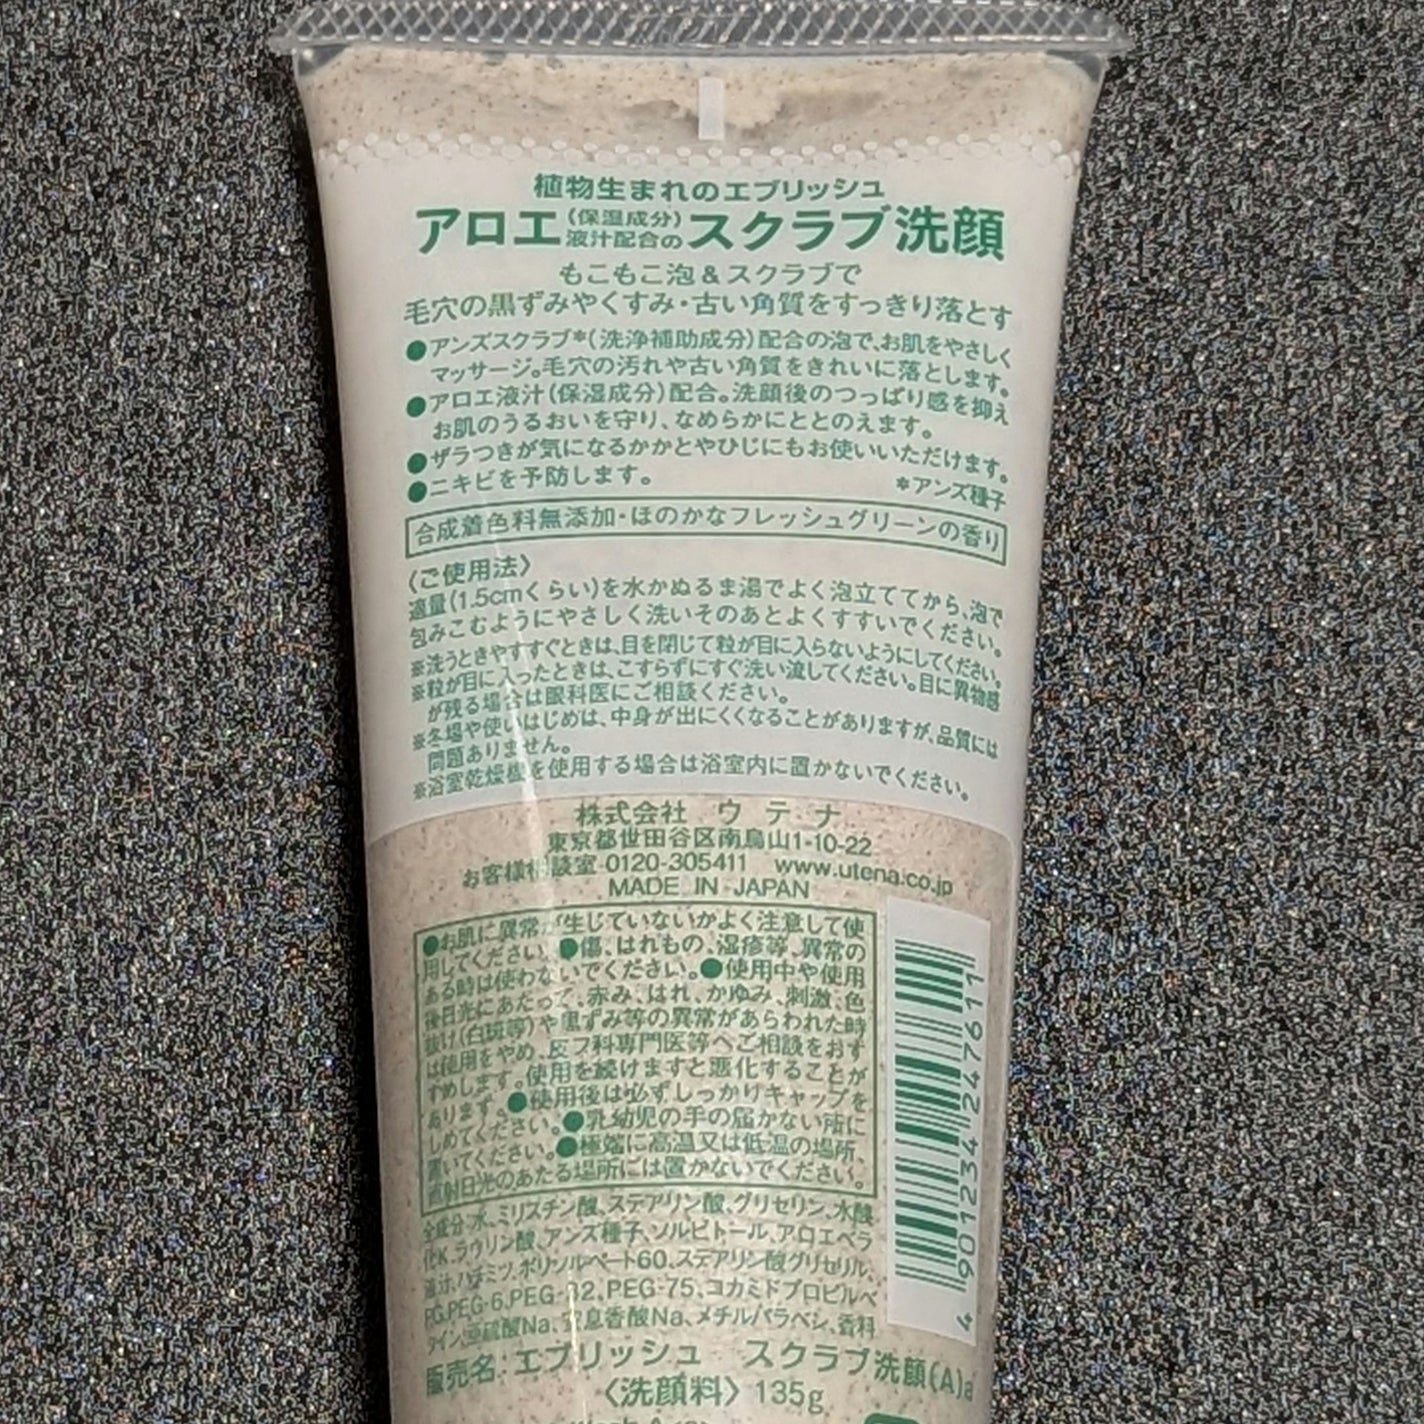 植物生まれのエブリッシュ
アロエ(保湿成分)液汁配合のスクラブ洗顔
もこもこ泡&スクラブで
毛穴の黒ずみやくすみ・古い角質をすっきり落とす
●アンズスクラブ*(洗浄補助成分)配合の泡で、お肌をやさしく
マッサージ。毛穴の汚れや古い角質をきれいに落とします。
●アロエ液汁(保湿成分)配合。洗顔後のつっぱり感を抑え
お肌のうるおいを守り、なめらかにととのえます。
●ザラつきが気になるかかとやひじにもお使いいただけます。
●ニキビを予防します。 *アンズ種子
合成着色料無添加・ほのかなフレッシュグリーンの香り
〈ご使用法〉
適量(1.5cmくらい)を水かぬるま湯でよく泡立ててから、泡で
包みこむようにやさしく洗いそのあとよくすすいでください。
※洗うときやすすぐときは、目を閉じて粒が目に入らないようにしてください。
※粒が目に入ったときは、こすらずにすぐ洗い流してください。目に異物感
が残る場合は眼科医にご相談ください。
※冬場や使いはじめは、中身が出にくくなることがありますが、品質には
問題ありません。
※浴室乾燥機を使用する場合は浴室内に置かないでください。
株式会社 ウテナ
東京都世田谷区南烏山1-10-22
お客様相談室 0120-305411 www.utena.co.jp
MADE IN JAPAN
●お肌に異常が生じていないかよく注意して使
用してください。●傷、はれもの、湿疹等、異常の
ある時は使わないでください。●使用中や使用
後日光にあたって、赤み、はれ、かゆみ、刺激、色
抜け(白斑等)や黒ずみ等の異常があらわれた時
は使用をやめ、皮フ科専門医等へご相談をおす
すめします。使用を続けますと悪化することが
あります。●使用後は必ずしっかりキャップを
しめてください。●乳幼児の手の届かない所に
置いてください。●極端に高温又は低温の場所、
直射日光のあたる場所には置かないでください。
全成分:水、ミリスチン酸、ステアリン酸、グリセリン、水酸
化K、ラウリン酸、アンズ種子、ソルビトール、アロエベラ
液汁、ハチミツ、ポリソルベート60、ステアリン酸グリセリル、
PG、PEG-6、PEG-32、PEG-75、コカミドプロピルベ
タイン、亜硫酸Na、安息香酸Na、メチルパラベン、香料
販売名:エブリッシュ スクラブ洗顔(A)a
〈洗顔料〉135g
4 901234 247611